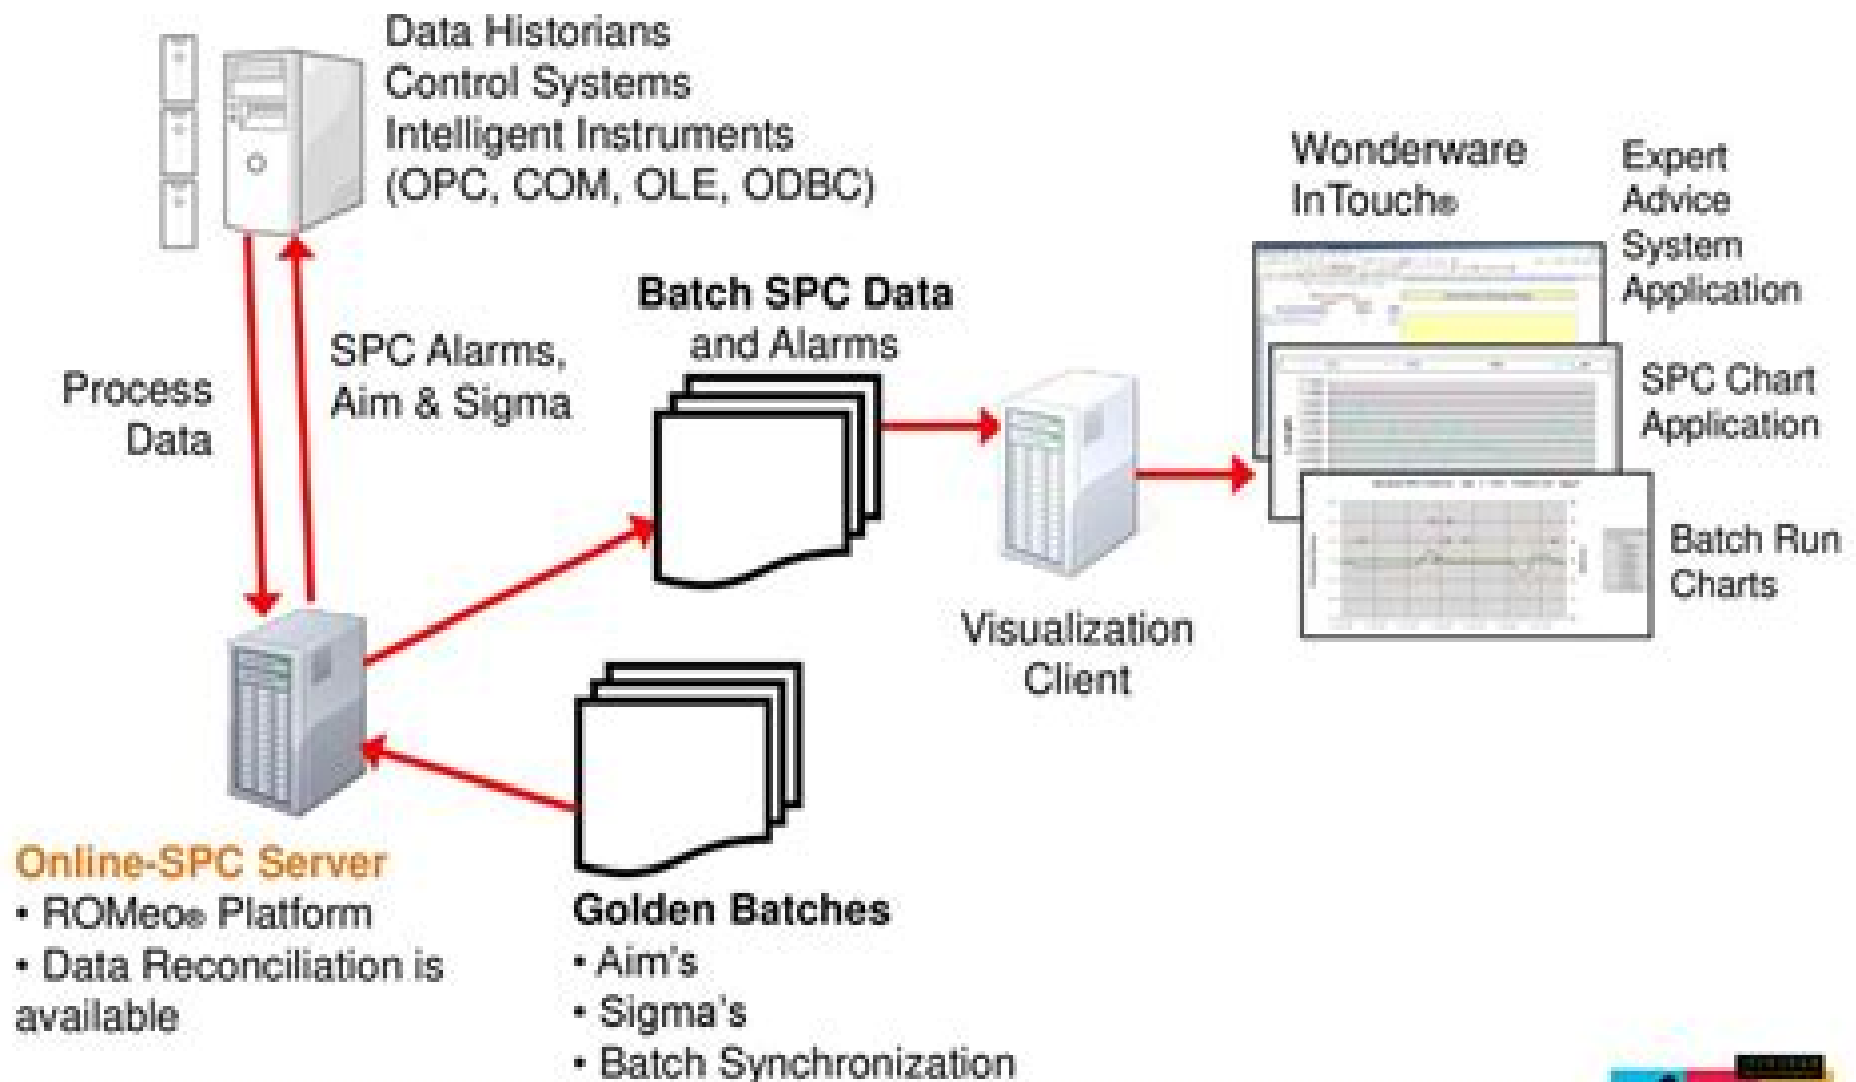 Data Historians
Control Systems
Intelligent Instruments
(OPC, COM, OLE, ODBC)
Wonderware
InTouch®
Expert
Advice
System
Application
Batch SPC Data
and Alarms
SPC Alarms,
Aim & Sigma
Process
Data
SPC Chart
Application
Batch Run
Charts
Visualization
Client
Online-SPC Server
• ROMeo® Platform
• Data Reconciliation is
available
Golden Batches
• Aim's
• Sigma's
• Batch Synchronization